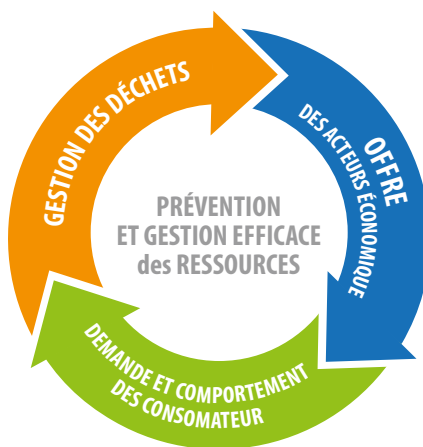 GESTION DES DÉCHETS
OFFRE
DES ACTEURS ÉCONOMIQUE
PRÉVENTION
ET GESTION EFFICACE
des RESSOURCES
DEMANDE ET COMPORTEMENT
DES CONSOMATEUR